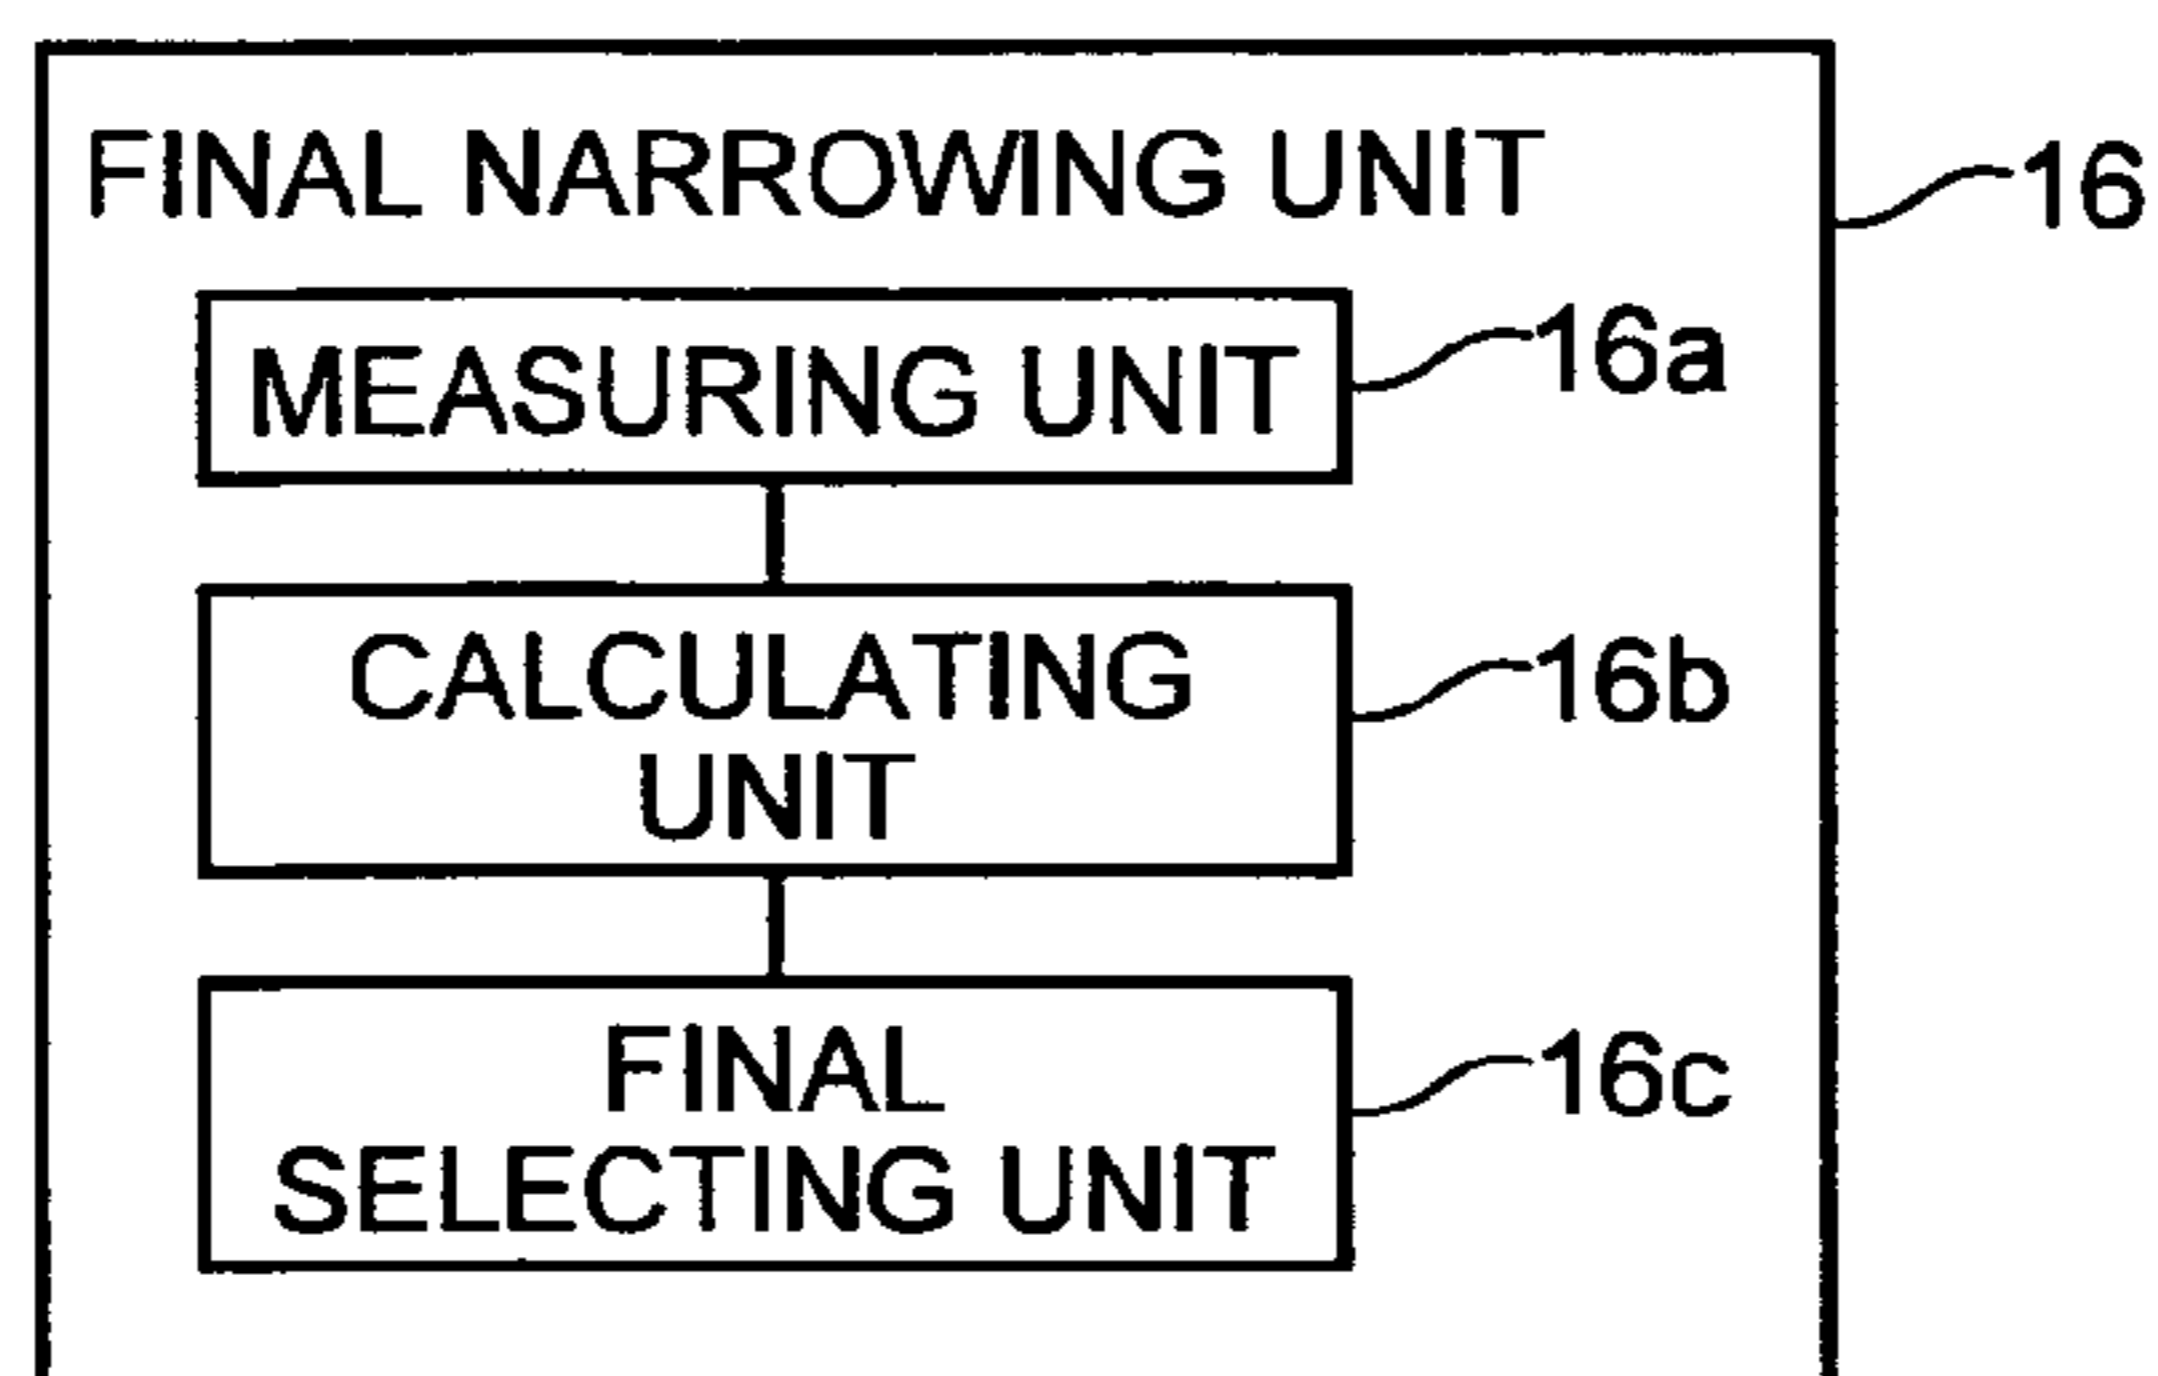 FINAL NARROWING UNIT
16
MEASURING UNIT
16a
CALCULATING
UNIT
16b
FINAL
SELECTING UNIT
16c